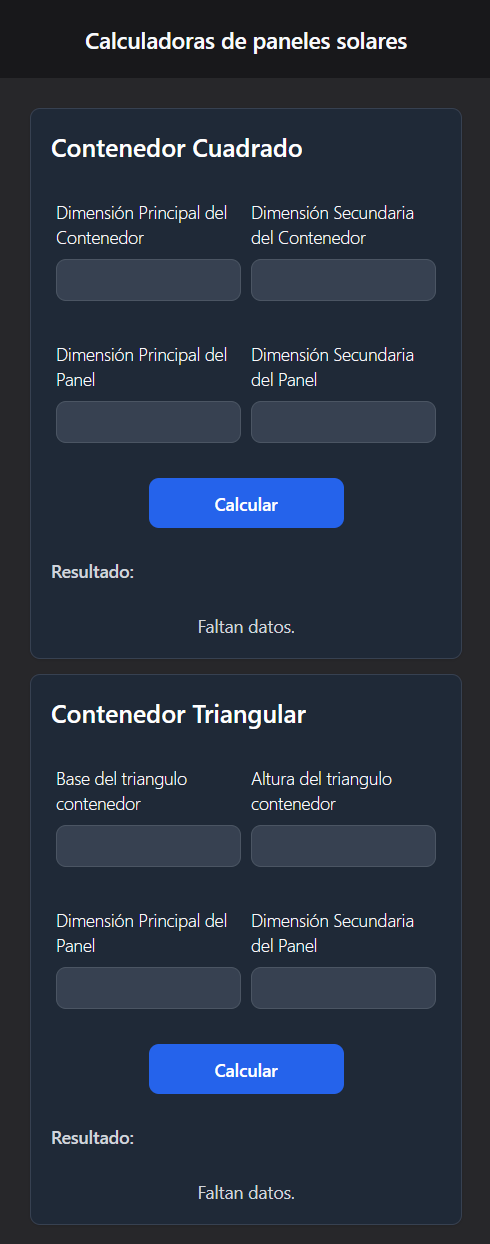 Calculadoras de paneles solares
Contenedor Cuadrado
Dimensión Principal del
Contenedor
Dimensión Secundaria
del Contenedor
Dimensión Principal del
Panel
Dimensión Secundaria
del Panel
Calcular
Resultado:
Faltan datos.
Contenedor Triangular
Base del triangulo
contenedor
Altura del triangulo
contenedor
Dimensión Principal del
Panel
Dimensión Secundaria
del Panel
Calcular
Resultado:
Faltan datos.